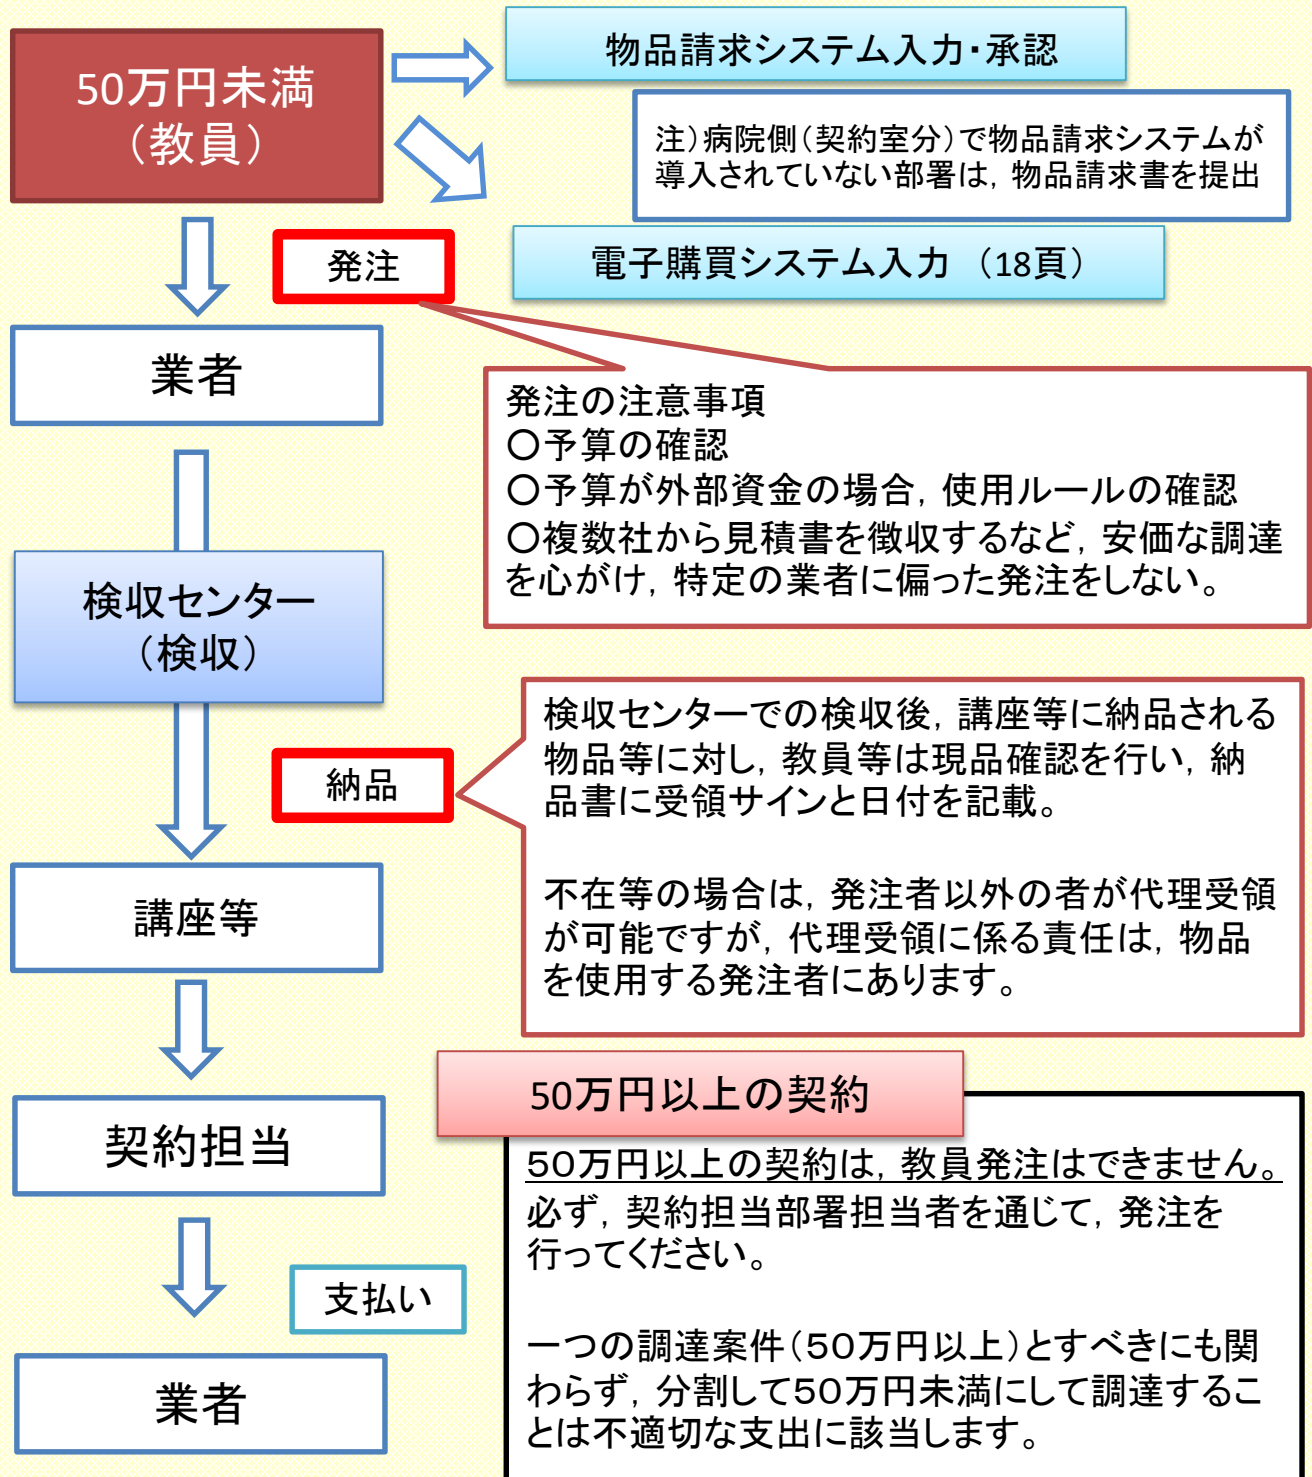 50万円未満
（教員）
物品請求システム入力・承認
注）病院側（契約室分）で物品請求システムが
導入されていない部署は，物品請求書を提出
発注
電子購買システム入力　（18頁）
業者
発注の注意事項
〇予算の確認
〇予算が外部資金の場合，使用ルールの確認
〇複数社から見積書を徴収するなど，安価な調達
を心がけ，特定の業者に偏った発注をしない。
検収センター
（検収）
納品
検収センターでの検収後，講座等に納品される
物品等に対し，教員等は現品確認を行い，納
品書に受領サインと日付を記載。
不在等の場合は，発注者以外の者が代理受領
が可能ですが，代理受領に係る責任は，物品
を使用する発注者にあります。
講座等
契約担当
50万円以上の契約
５０万円以上の契約は，教員発注はできません。
必ず，契約担当部署担当者を通じて，発注を
行ってください。
一つの調達案件（５０万円以上）とすべきにも関
わらず，分割して５０万円未満にして調達するこ
とは不適切な支出に該当します。
支払い
業者